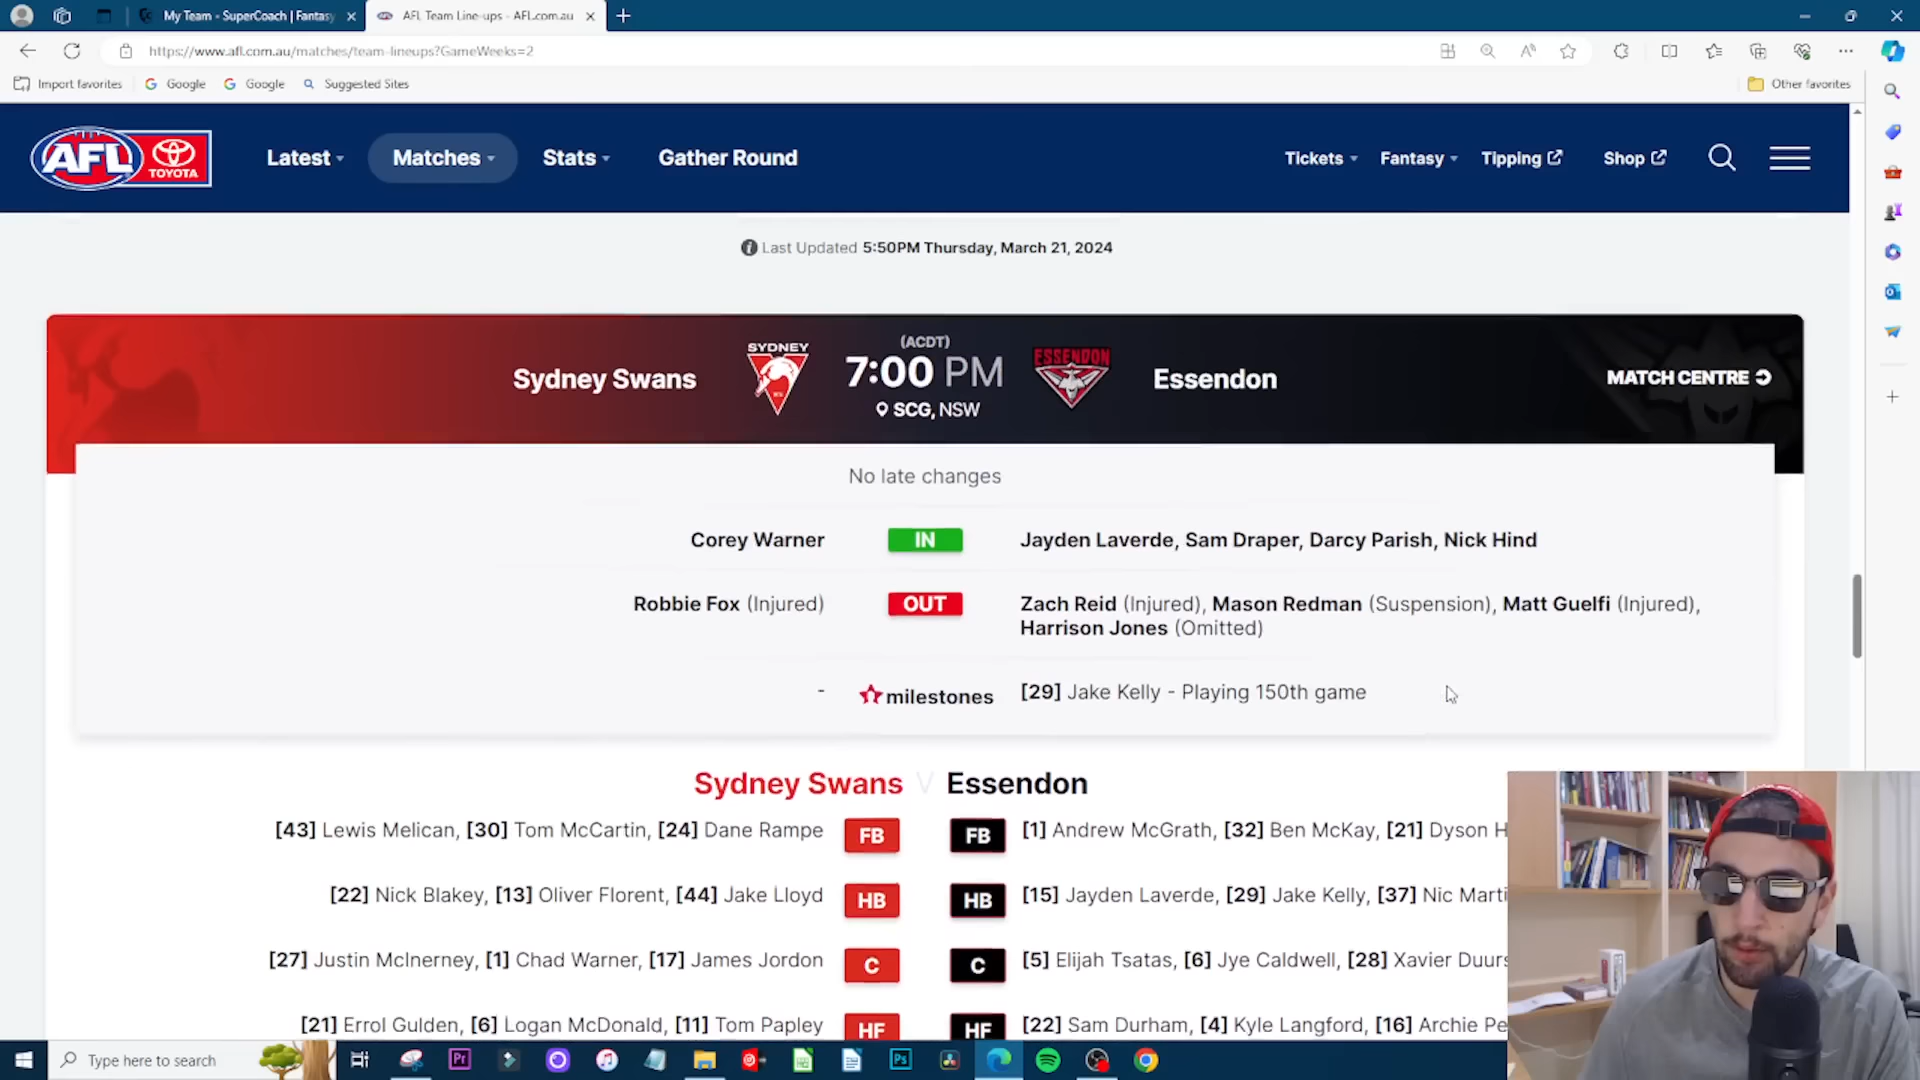 My Team - SuperCoach | Fantasy
AFL Team Line-ups - AFL.com.au
https://www.afl.com.au/matches/team-lineups?GameWeeks=2
Import favorites
Google
Google
Suggested Sites
Other favorites
AFL
TOYOTA
Latest
Matches
Stats
Gather Round
Tickets
Fantasy
Tipping
Shop
Last Updated 5:50PM Thursday, March 21, 2024
Sydney Swans
SYDNEY
(ACDT)
7:00 PM
SCG, NSW
ESSENDON
Essendon
MATCH CENTRE
No late changes
Corey Warner
IN
Jayden Laverde, Sam Draper, Darcy Parish, Nick Hind
Robbie Fox (Injured)
OUT
Zach Reid (Injured), Mason Redman (Suspension), Matt Guelfi (Injured),
Harrison Jones (Omitted)
-
milestones
[29] Jake Kelly - Playing 150th game
Sydney Swans V Essendon
[43] Lewis Melican, [30] Tom McCartin, [24] Dane Rampe FB FB [1] Andrew McGrath, [32] Ben McKay, [21] Dyson H
[22] Nick Blakey, [13] Oliver Florent, [44] Jake Lloyd HB HB [15] Jayden Laverde, [29] Jake Kelly, [37] Nic Marti
[27] Justin McInerney, [1] Chad Warner, [17] James Jordon C C [5] Elijah Tsatas, [6] Jye Caldwell, [28] Xavier Duurs
[21] Errol Gulden, [6] Logan McDonald, [11] Tom Papley HF HF [22] Sam Durham, [4] Kyle Langford, [16] Archie Pe
Type here to search
Pr
Ps